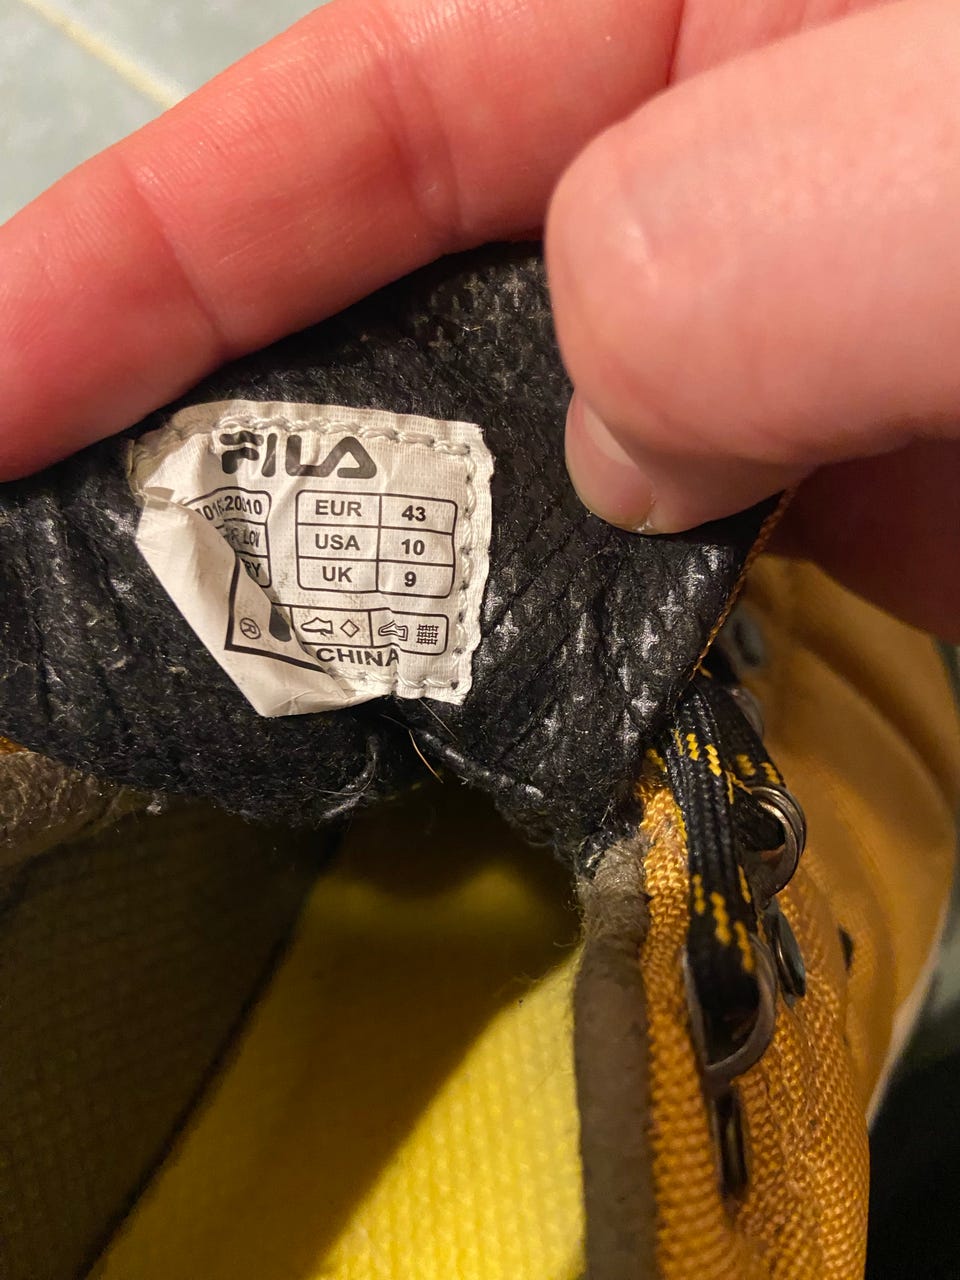 FILA
EUR 43
USA 10
UK 9
CHINA